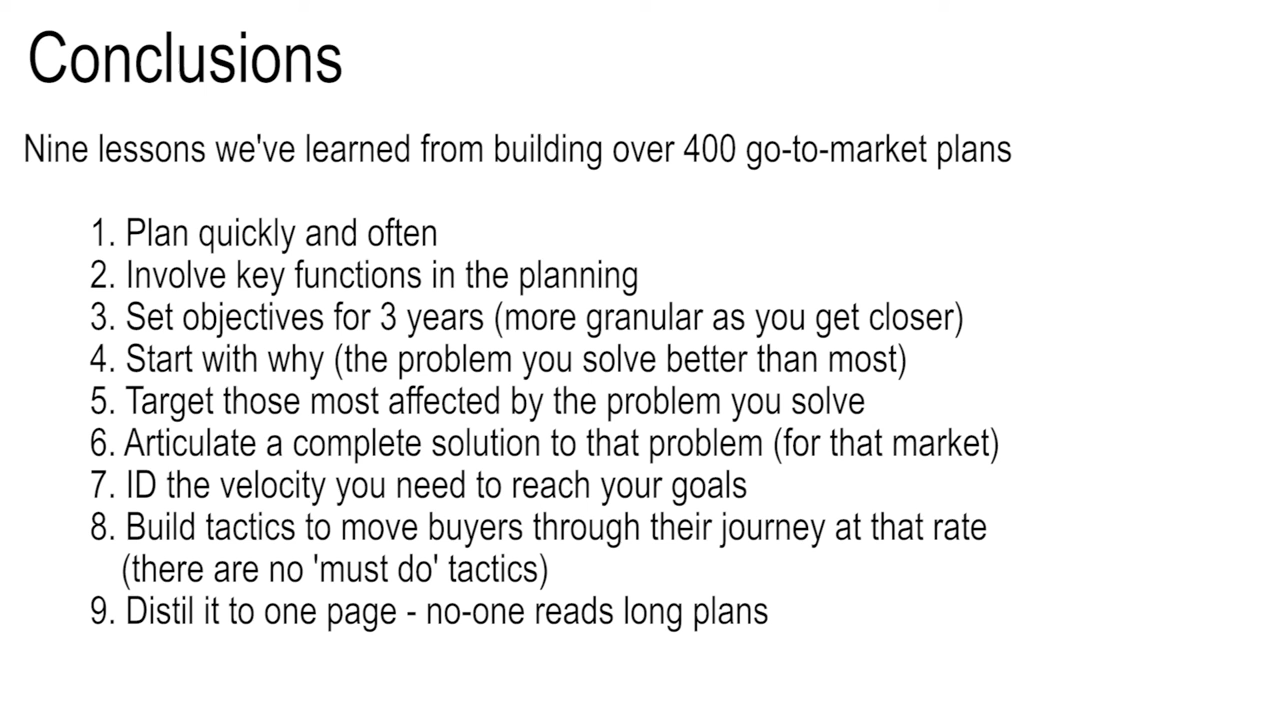 Conclusions
Nine lessons we've learned from building over 400 go-to-market plans
1. Plan quickly and often
2. Involve key functions in the planning
3. Set objectives for 3 years (more granular as you get closer)
4. Start with why (the problem you solve better than most)
5. Target those most affected by the problem you solve
6. Articulate a complete solution to that problem (for that market)
7. ID the velocity you need to reach your goals
8. Build tactics to move buyers through their journey at that rate
(there are no 'must do' tactics)
9. Distil it to one page - no-one reads long plans